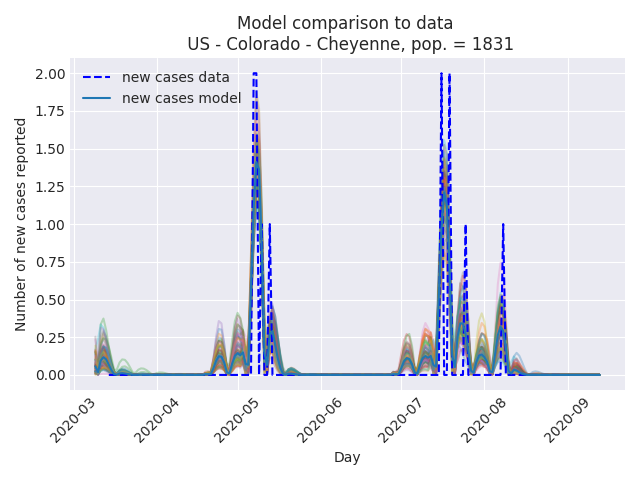 Model comparison to data
US - Colorado - Cheyenne, pop. = 1831
new cases data
new cases model
Number of new cases reported
2.00
1.75
1.50
1.25
1.00
0.75
0.50
0.25
0.00
2020-03
2020-04
2020-05
2020-06
2020-07
2020-08
2020-09
Day